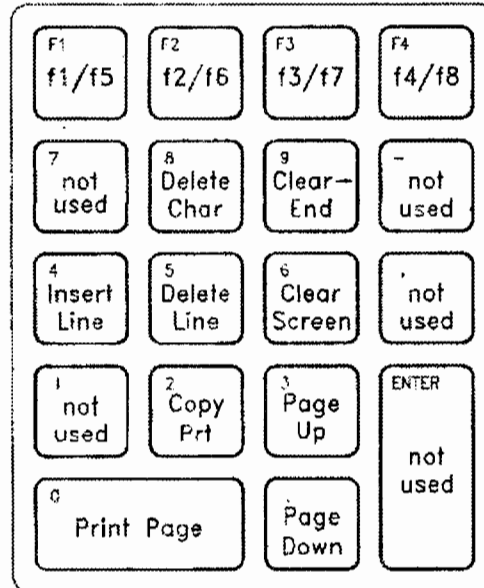 F1 F2 F3 F4
f1/f5 f2/f6 f3/f7 f4/f8
7 8 9 -
not Delete Clear- not
used Char End used
4 5 6 ,
Insert Delete Clear not
Line Line Screen used
1 2 3 ENTER
not Copy Page
used Prt Up
not
used
0 .
Print Page Page
Down